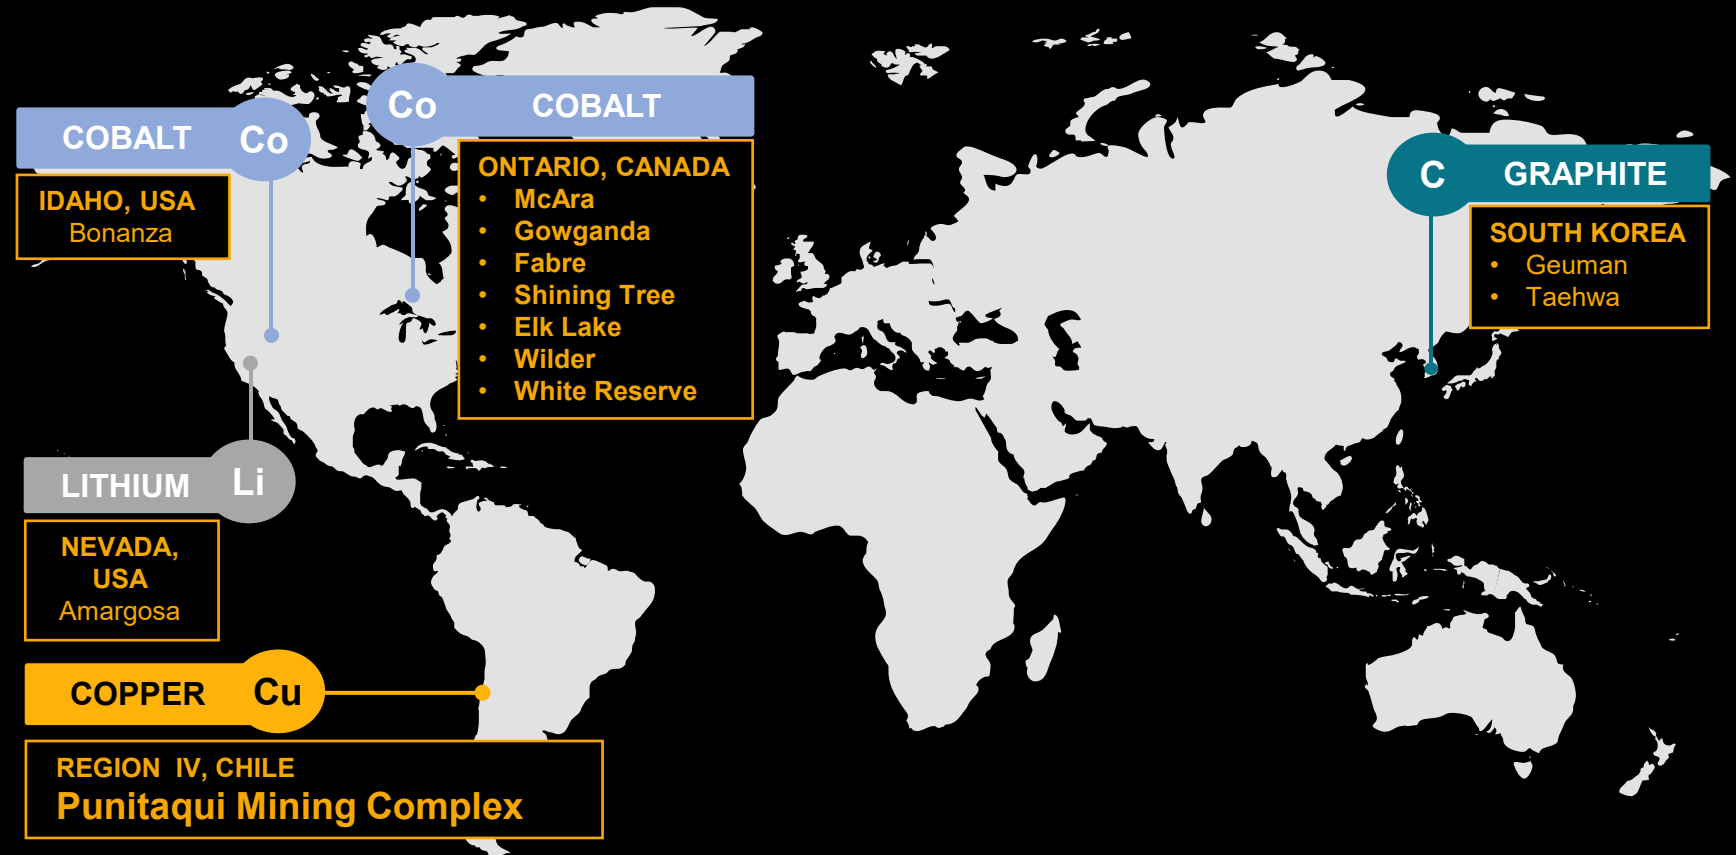 COBALT Co
IDAHO, USA
Bonanza
Co COBALT
ONTARIO, CANADA
• McAra
• Gowganda
• Fabre
• Shining Tree
• Elk Lake
• Wilder
• White Reserve
C GRAPHITE
SOUTH KOREA
• Geuman
• Taehwa
LITHIUM Li
NEVADA,
USA
Amargosa
COPPER Cu
REGION IV, CHILE
Punitaqui Mining Complex